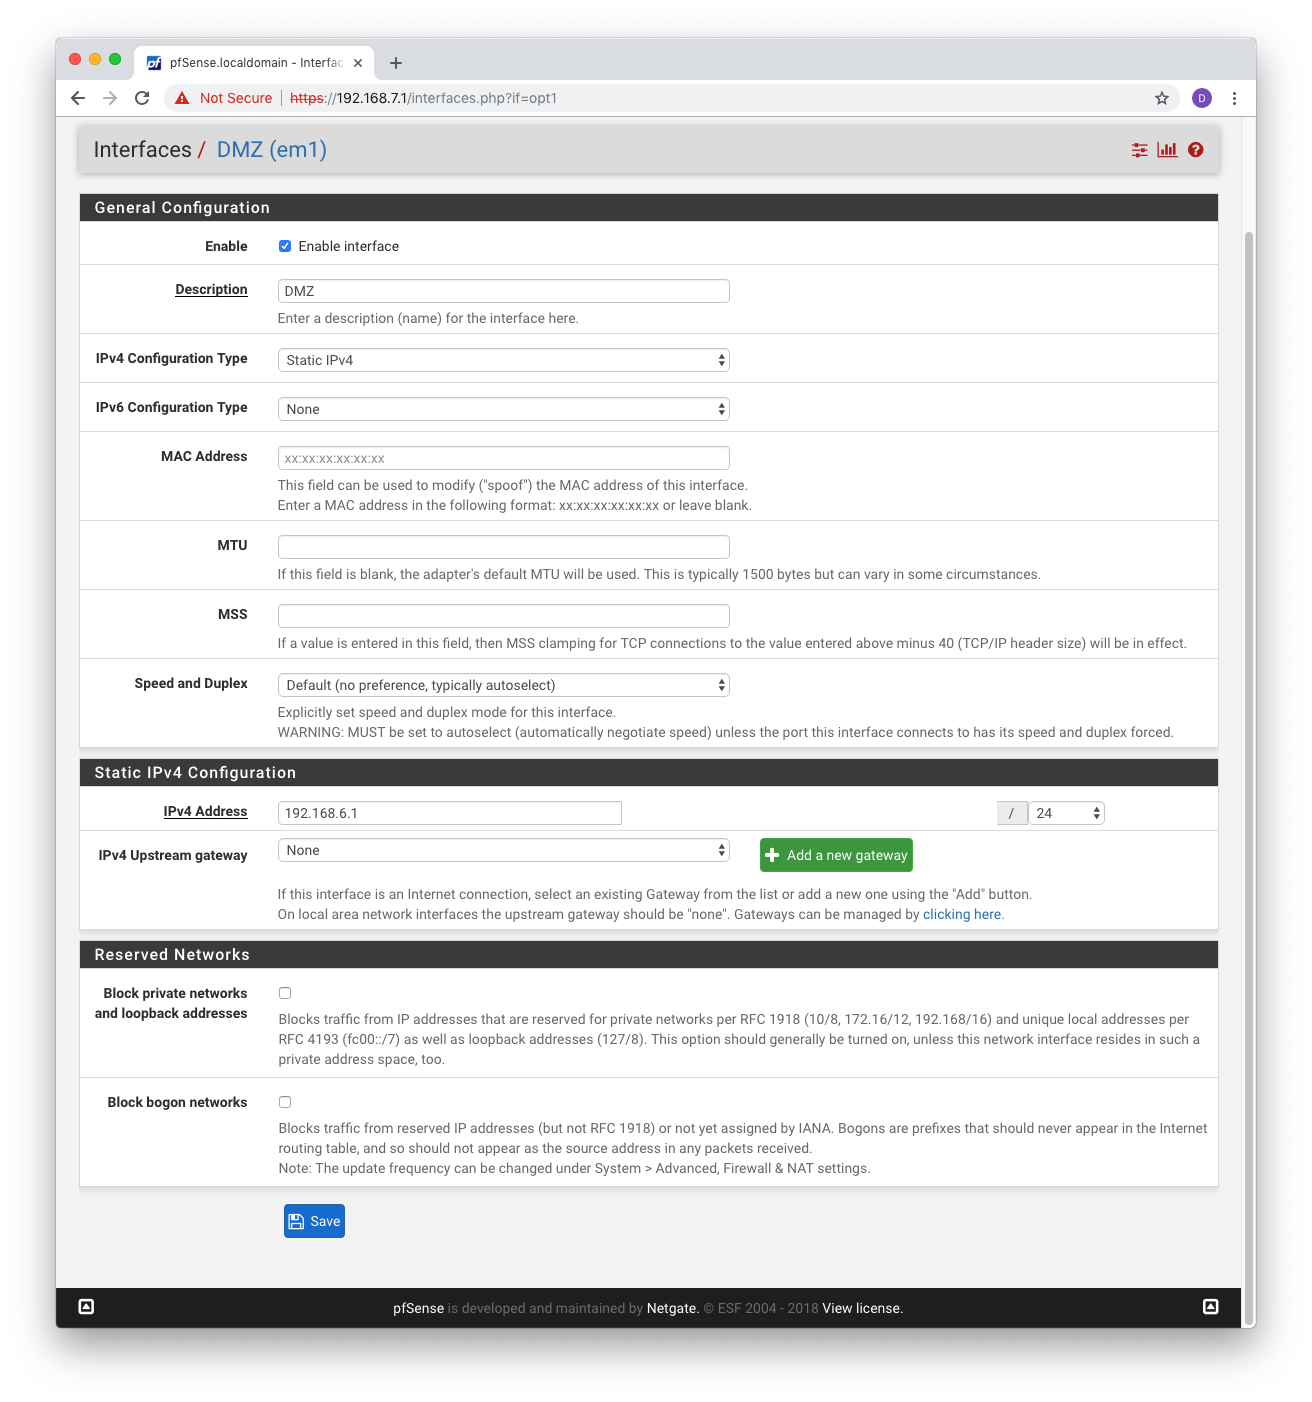 pfSense.localdomain - Interfac
Not Secure | https://192.168.7.1/interfaces.php?if=opt1
D
Interfaces / DMZ (em1)
General Configuration
Enable Enable interface
Description DMZ
Enter a description (name) for the interface here.
IPv4 Configuration Type Static IPv4
IPv6 Configuration Type None
MAC Address xx:xx:xx:xx:xx:xx
This field can be used to modify ("spoof") the MAC address of this interface.
Enter a MAC address in the following format: xx:xx:xx:xx:xx:xx or leave blank.
MTU
If this field is blank, the adapter's default MTU will be used. This is typically 1500 bytes but can vary in some circumstances.
MSS
If a value is entered in this field, then MSS clamping for TCP connections to the value entered above minus 40 (TCP/IP header size) will be in effect.
Speed and Duplex Default (no preference, typically autoselect)
Explicitly set speed and duplex mode for this interface.
WARNING: MUST be set to autoselect (automatically negotiate speed) unless the port this interface connects to has its speed and duplex forced.
Static IPv4 Configuration
IPv4 Address 192.168.6.1 / 24
IPv4 Upstream gateway None Add a new gateway
If this interface is an Internet connection, select an existing Gateway from the list or add a new one using the "Add" button.
On local area network interfaces the upstream gateway should be "none". Gateways can be managed by clicking here.
Reserved Networks
Block private networks
and loopback addresses
Blocks traffic from IP addresses that are reserved for private networks per RFC 1918 (10/8, 172.16/12, 192.168/16) and unique local addresses per
RFC 4193 (fc00::/7) as well as loopback addresses (127/8). This option should generally be turned on, unless this network interface resides in such a
private address space, too.
Block bogon networks
Blocks traffic from reserved IP addresses (but not RFC 1918) or not yet assigned by IANA. Bogons are prefixes that should never appear in the Internet
routing table, and so should not appear as the source address in any packets received.
Note: The update frequency can be changed under System > Advanced, Firewall & NAT settings.
Save
pfSense is developed and maintained by Netgate. © ESF 2004 - 2018 View license.